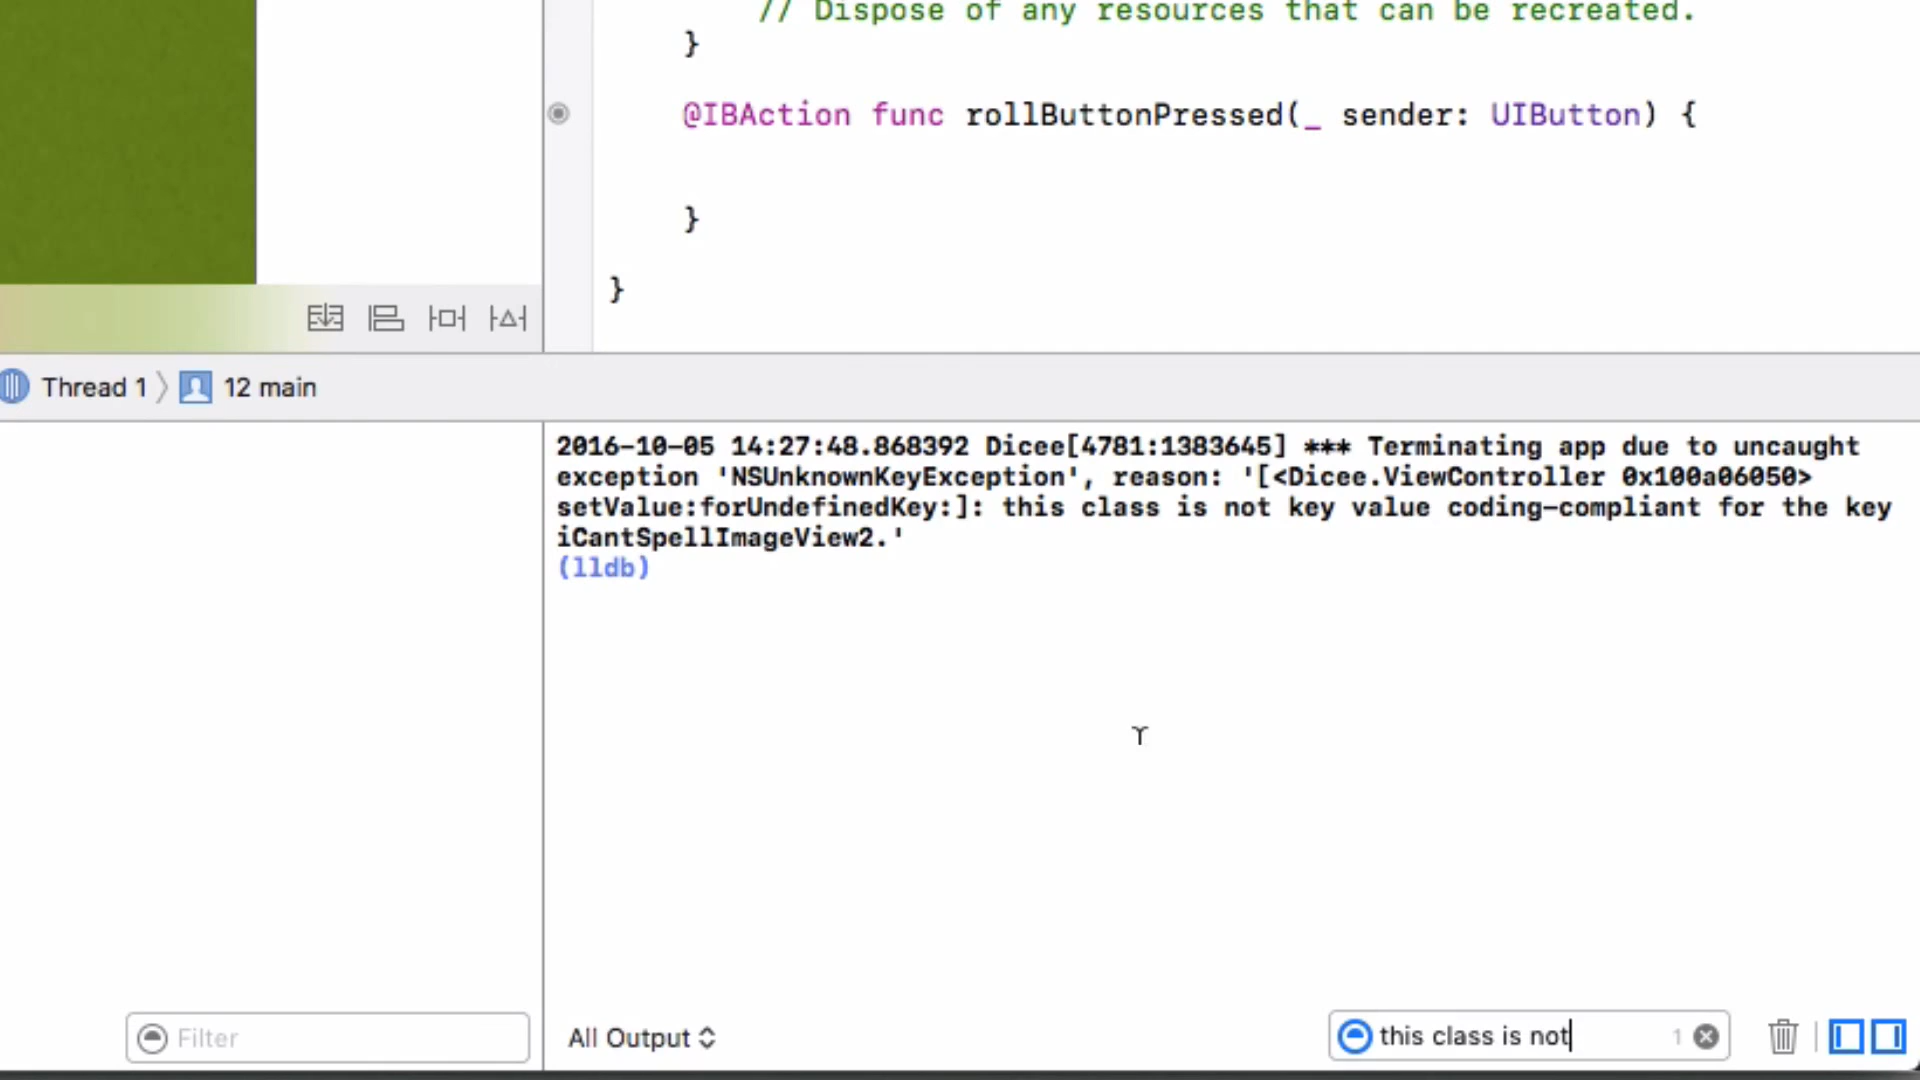 // Dispose of any resources that can be recreated.
}
@IBAction func rollButtonPressed(_ sender: UIButton) {
}
}
Thread 1 〉 12 main
2016-10-05 14:27:48.868392 Dicee[4781:1383645] *** Terminating app due to uncaught
exception 'NSUnknownKeyException', reason: '[<Dicee.ViewController 0x100a06050>
setValue:forUndefinedKey:]: this class is not key value coding-compliant for the key
iCantSpellImageView2.'
(lldb)
Filter
All Output
this class is not 1